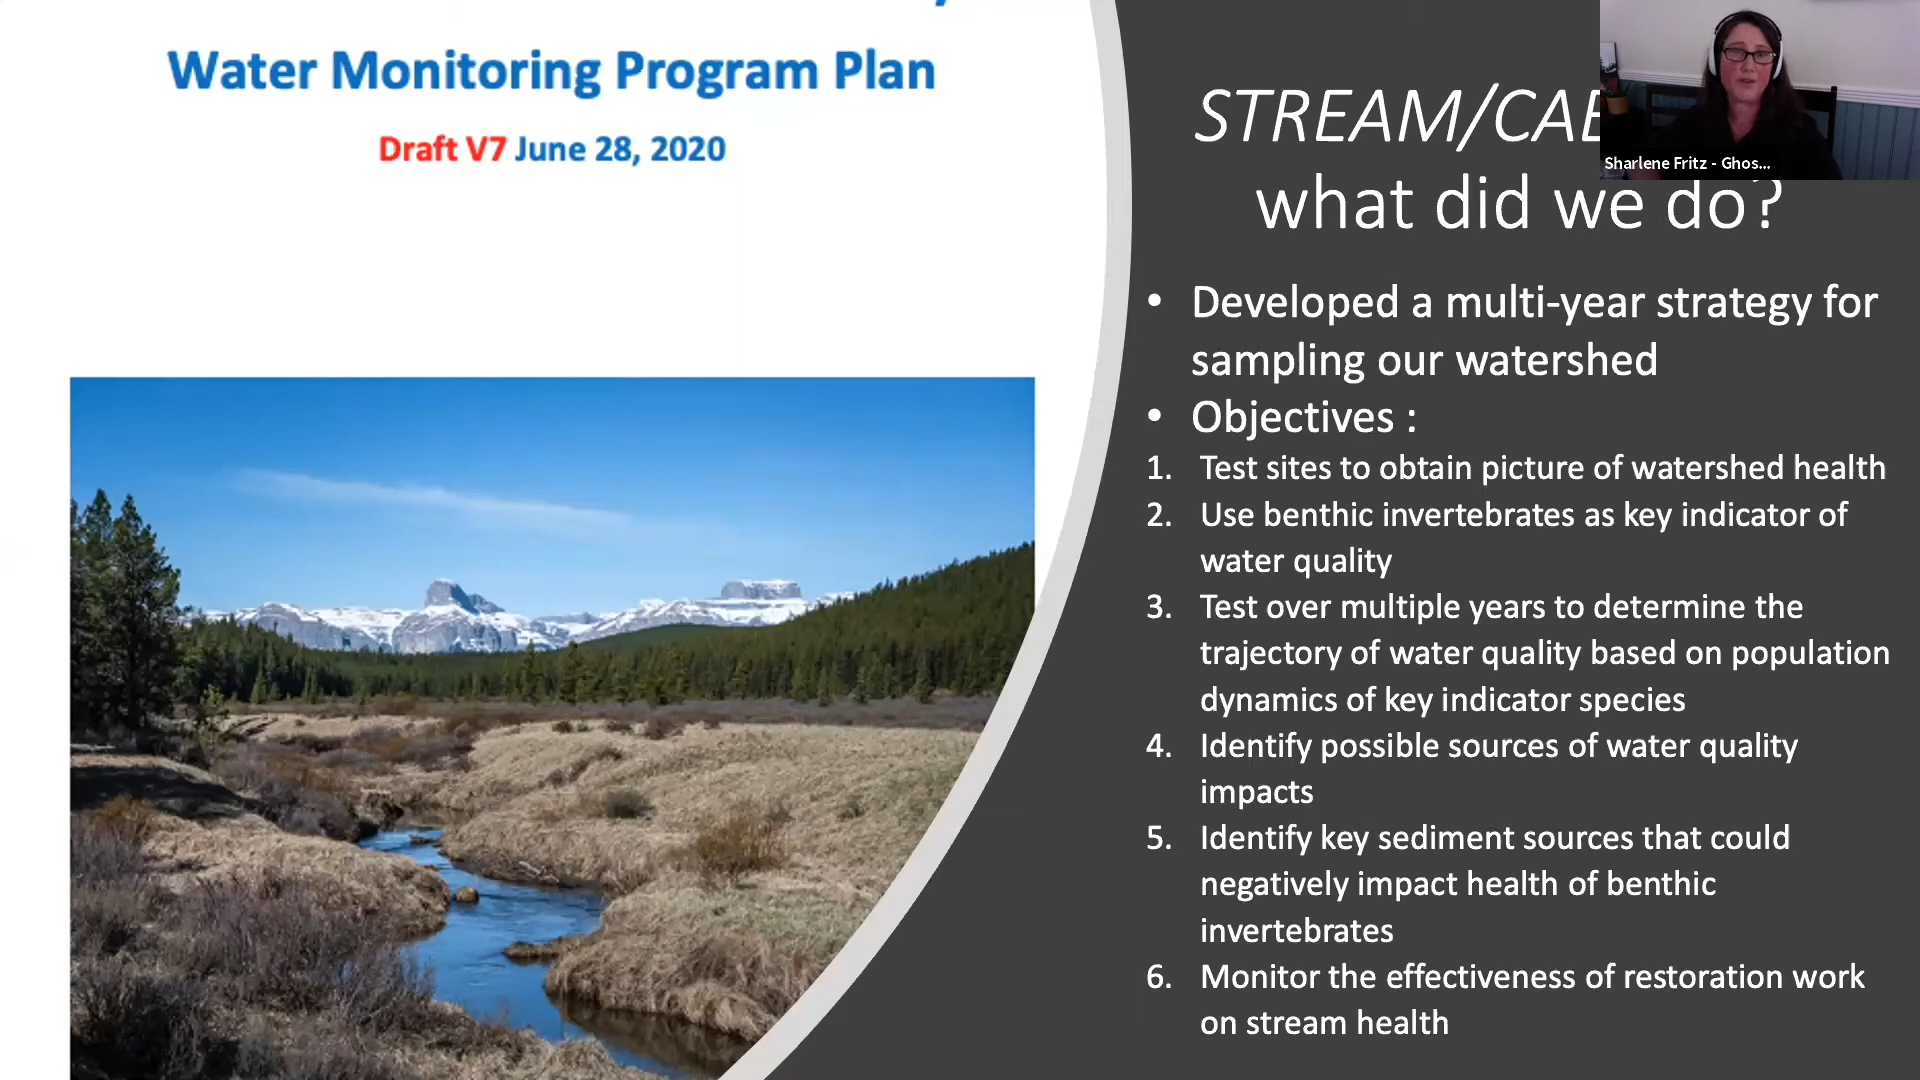 Water Monitoring Program Plan
Draft V7 June 28, 2020
STREAM/CAB
what did we do?
Sharlene Fritz - Ghos...
• Developed a multi-year strategy for
sampling our watershed
• Objectives :
1. Test sites to obtain picture of watershed health
2. Use benthic invertebrates as key indicator of
water quality
3. Test over multiple years to determine the
trajectory of water quality based on population
dynamics of key indicator species
4. Identify possible sources of water quality
impacts
5. Identify key sediment sources that could
negatively impact health of benthic
invertebrates
6. Monitor the effectiveness of restoration work
on stream health